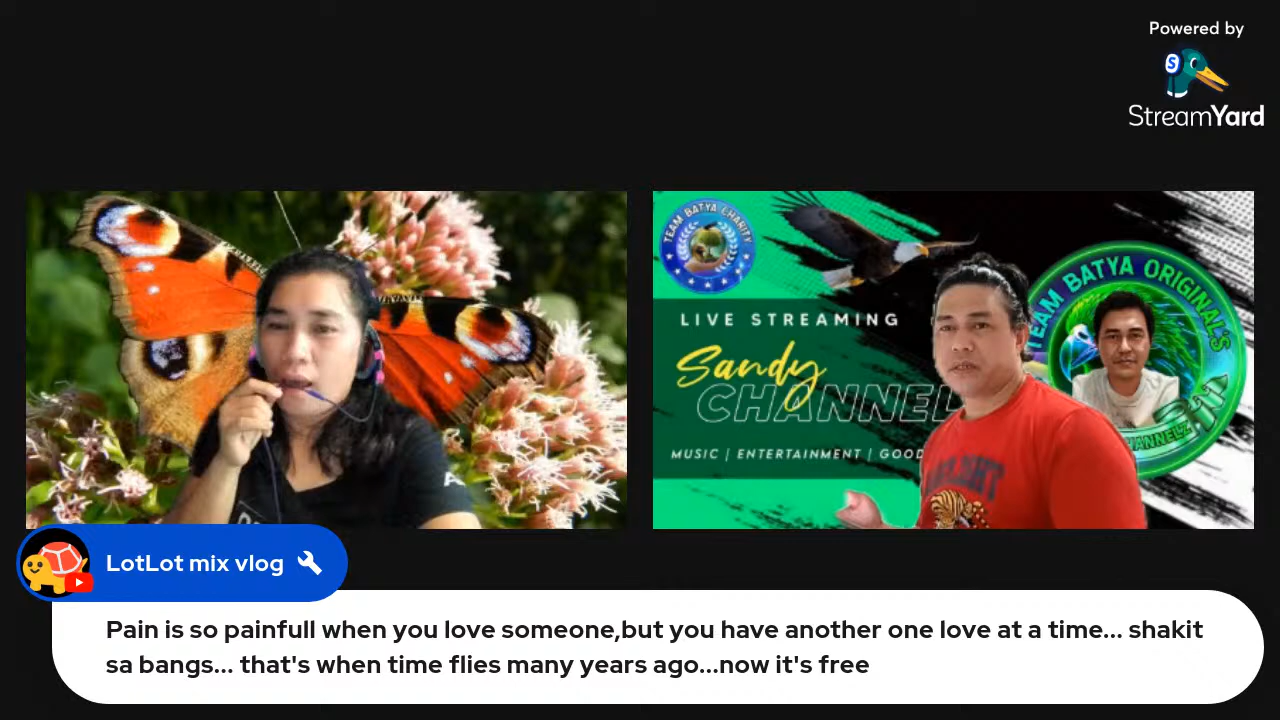 Powered by
StreamYard
TEAM BATYA CHARITY
LIVE STREAMING
Sandy
CHANNEL
MUSIC | ENTERTAINMENT | GOOD
TEAM BATYA ORIGINALS
CHANNELZ
LotLot mix vlog
Pain is so painfull when you love someone,but you have another one love at a time... shakit
sa bangs... that's when time flies many years ago...now it's free